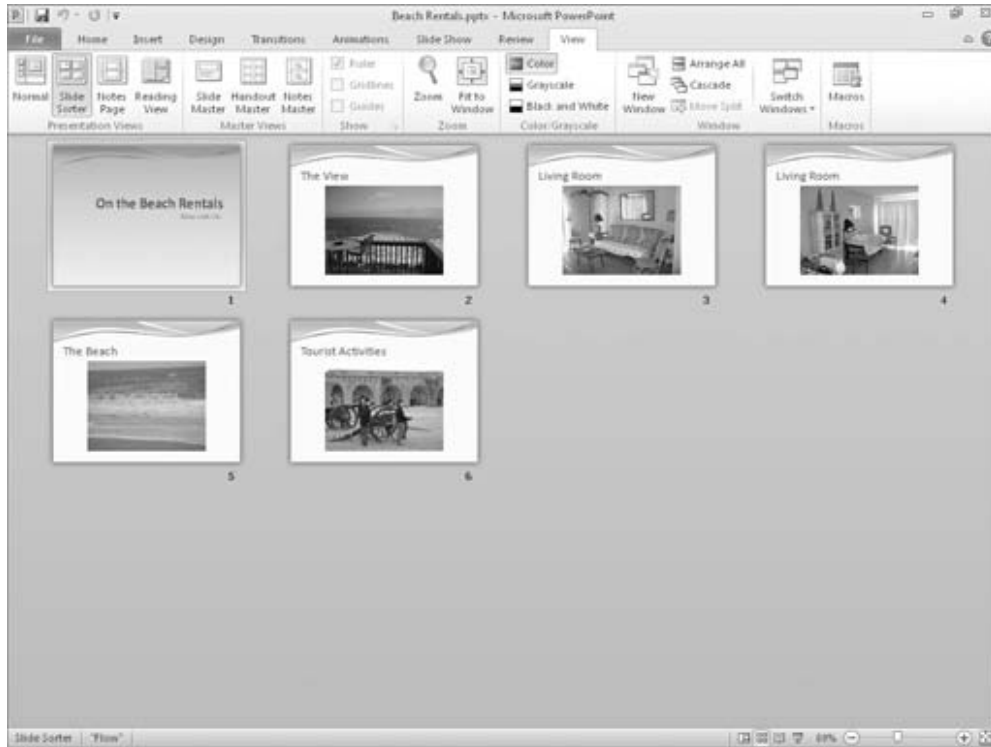 Beach Rentals.pptx - Microsoft PowerPoint
File Home Insert Design Transitions Animations Slide Show Review View
Normal Slide Sorter Notes Page Reading View
Slide Master Handout Master Notes Master
Ruler
Gridlines
Guides
Zoom Fit to Window
Color
Grayscale
Black and White
New Window
Arrange All
Cascade
Move Split
Switch Windows
Macros
Presentation Views Master Views Show Zoom Color/Grayscale Window Macros
On the Beach Rentals
1
The View
2
Living Room
3
Living Room
4
The Beach
5
Tourist Activities
6
Slide Sorter "Flow"